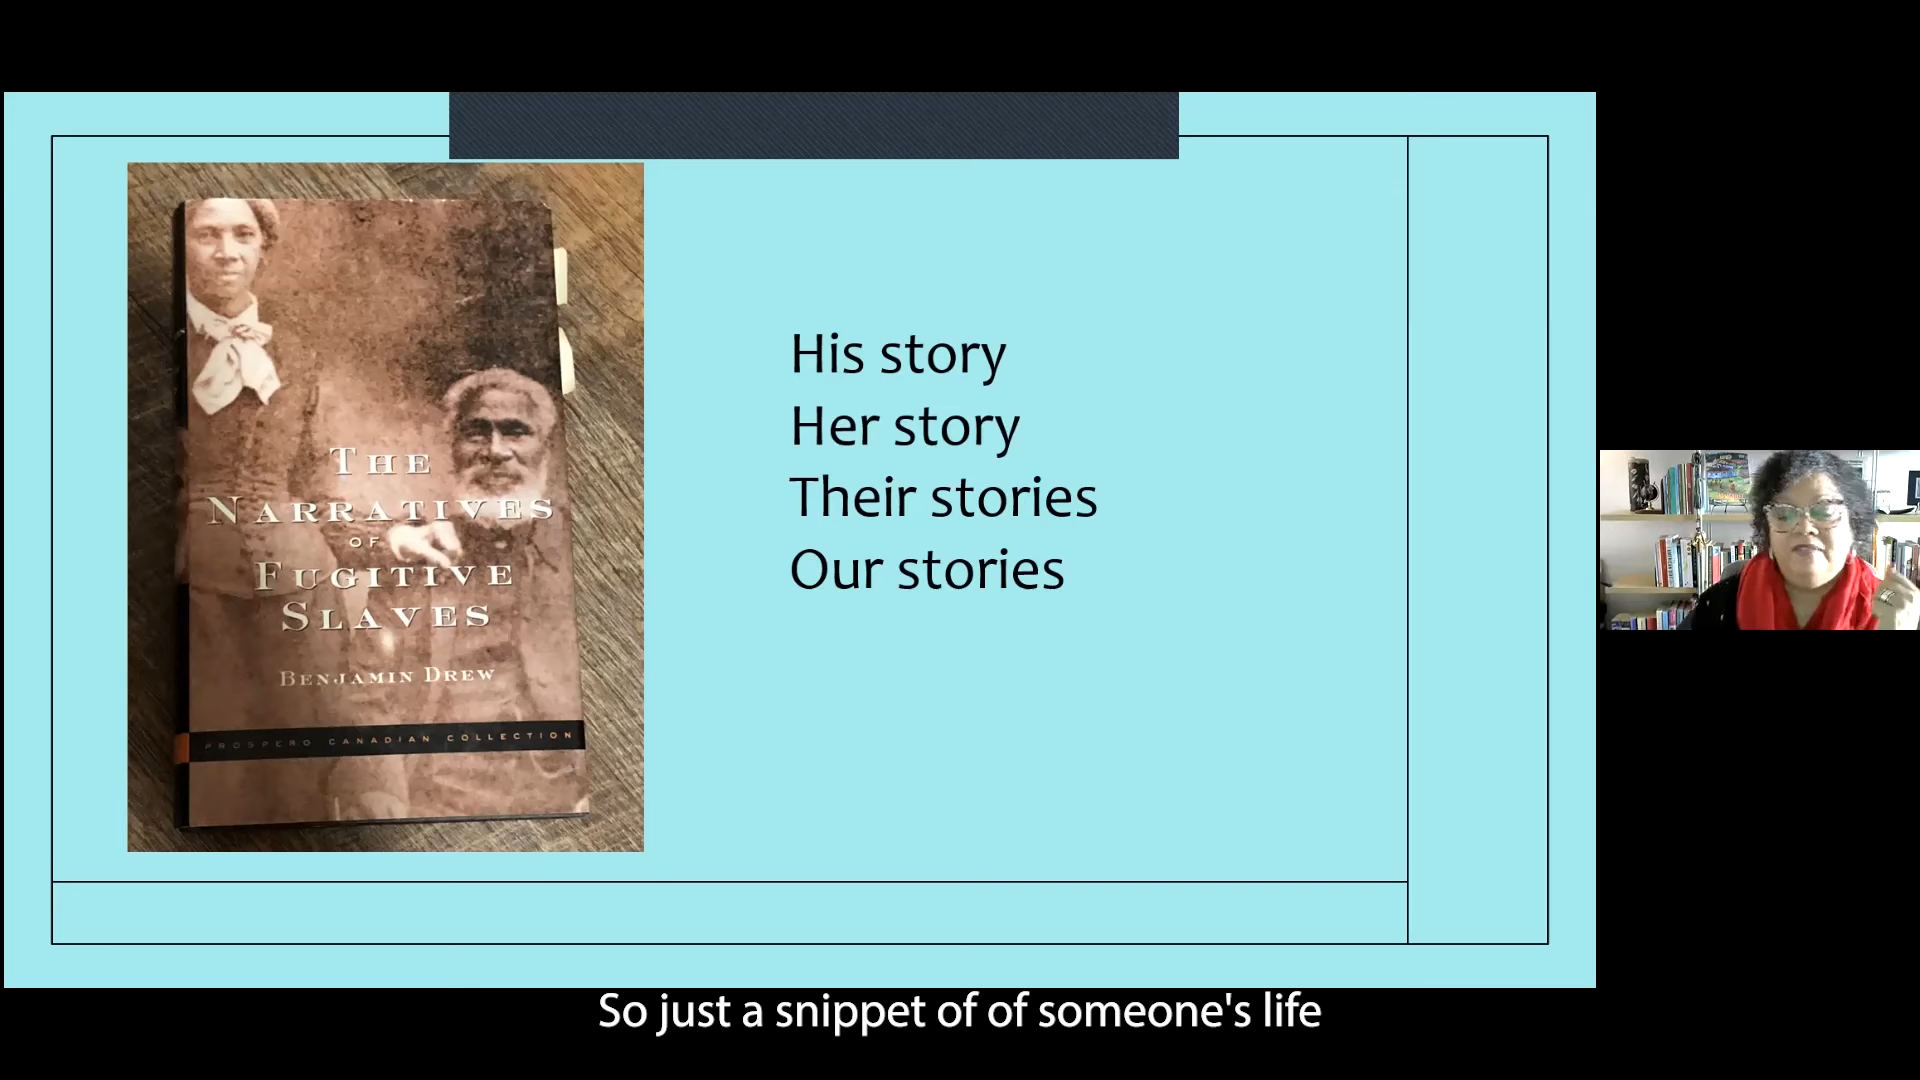 THE
NARRATIVES
OF
FUGITIVE
SLAVES
BENJAMIN DREW
PROSPERO CANADIAN COLLECTION
His story
Her story
Their stories
Our stories
So just a snippet of of someone's life